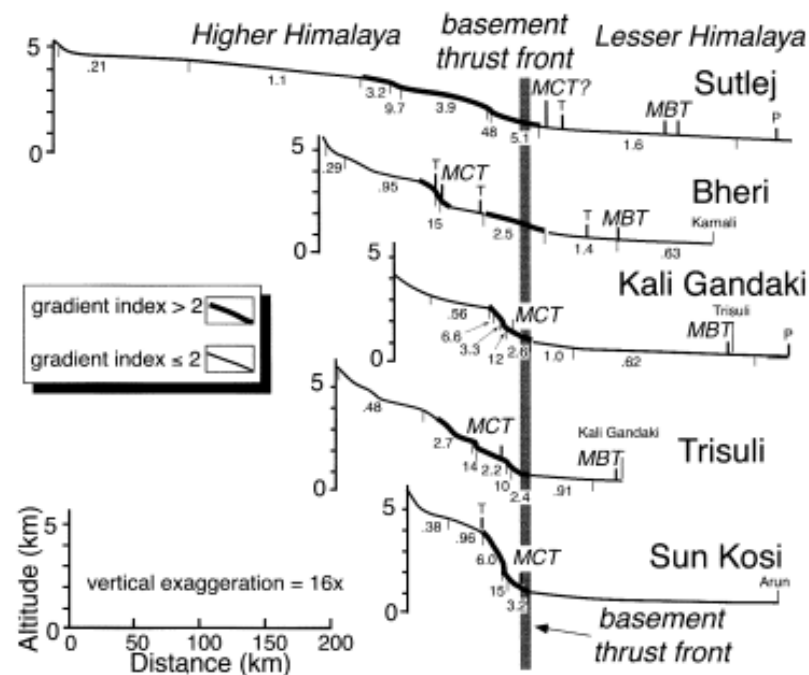 Higher Himalaya
basement
thrust front
Lesser Himalaya
Sutlej
5
0
.21
1.1
3.2
9.7
3.9
48
5.1
MCT?
T
1.6
MBT
P
Bheri
5
0
.29
.95
T
MCT
15
T
2.5
T
MBT
1.4
.63
Karnali
Kali Gandaki
5
0
.56
6.6
3.3
12
2.6
MCT
1.0
.62
Trisuli
MBT
P
gradient index > 2
gradient index ≤ 2
Trisuli
5
0
.48
2.7
14
MCT
2.2
10
2.4
.91
Kali Gandaki
MBT
Sun Kosi
5
0
.38
.96
T
6.0
15
3.2
MCT
Arun
basement
thrust front
Altitude (km)
5
0
vertical exaggeration = 16x
0 50 100 150 200
Distance (km)